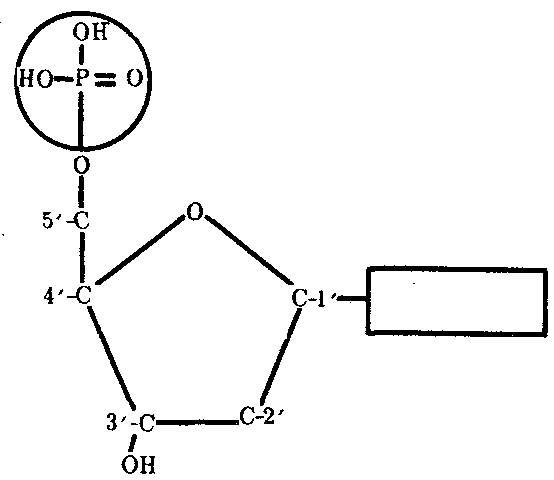 OH
HO-P=O
O
5′-C
O
4′-C
C-1′
3′-C
C-2′
OH